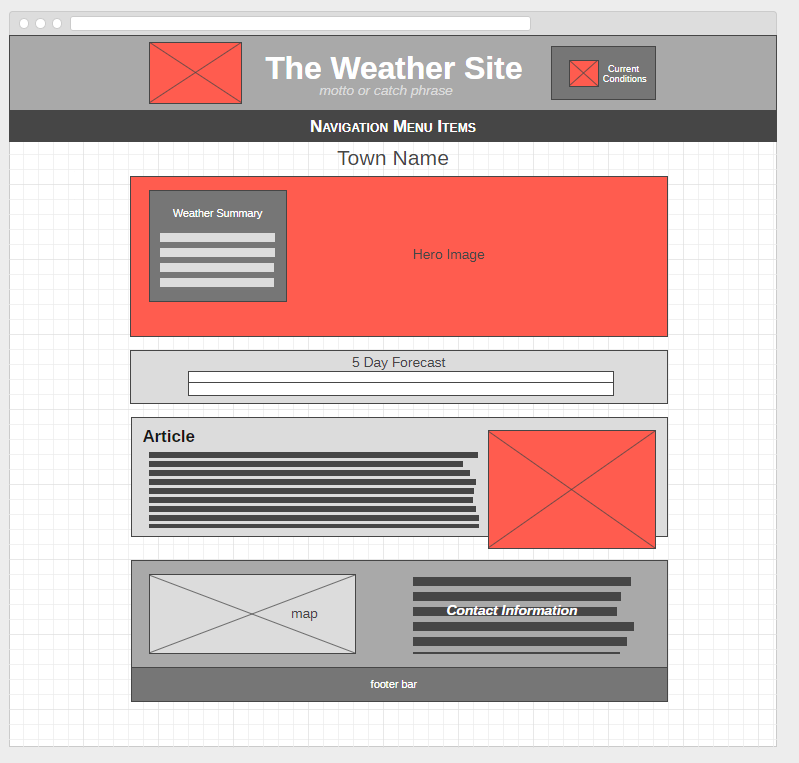 The Weather Site
motto or catch phrase
Current
Conditions
Navigation Menu Items
Town Name
Weather Summary
Hero Image
5 Day Forecast
Article
map
Contact Information
footer bar